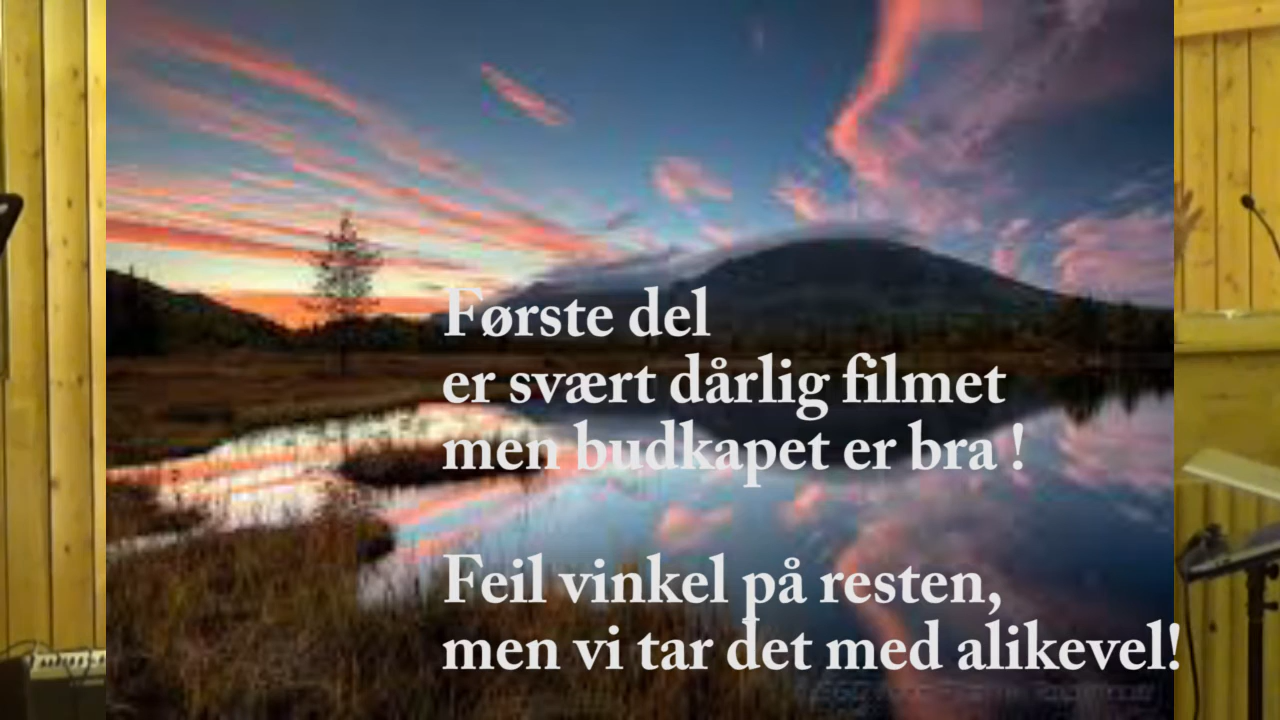 Første del
er svært dårlig filmet
men budkapet er bra !
Feil vinkel på resten,
men vi tar det med alikevel!